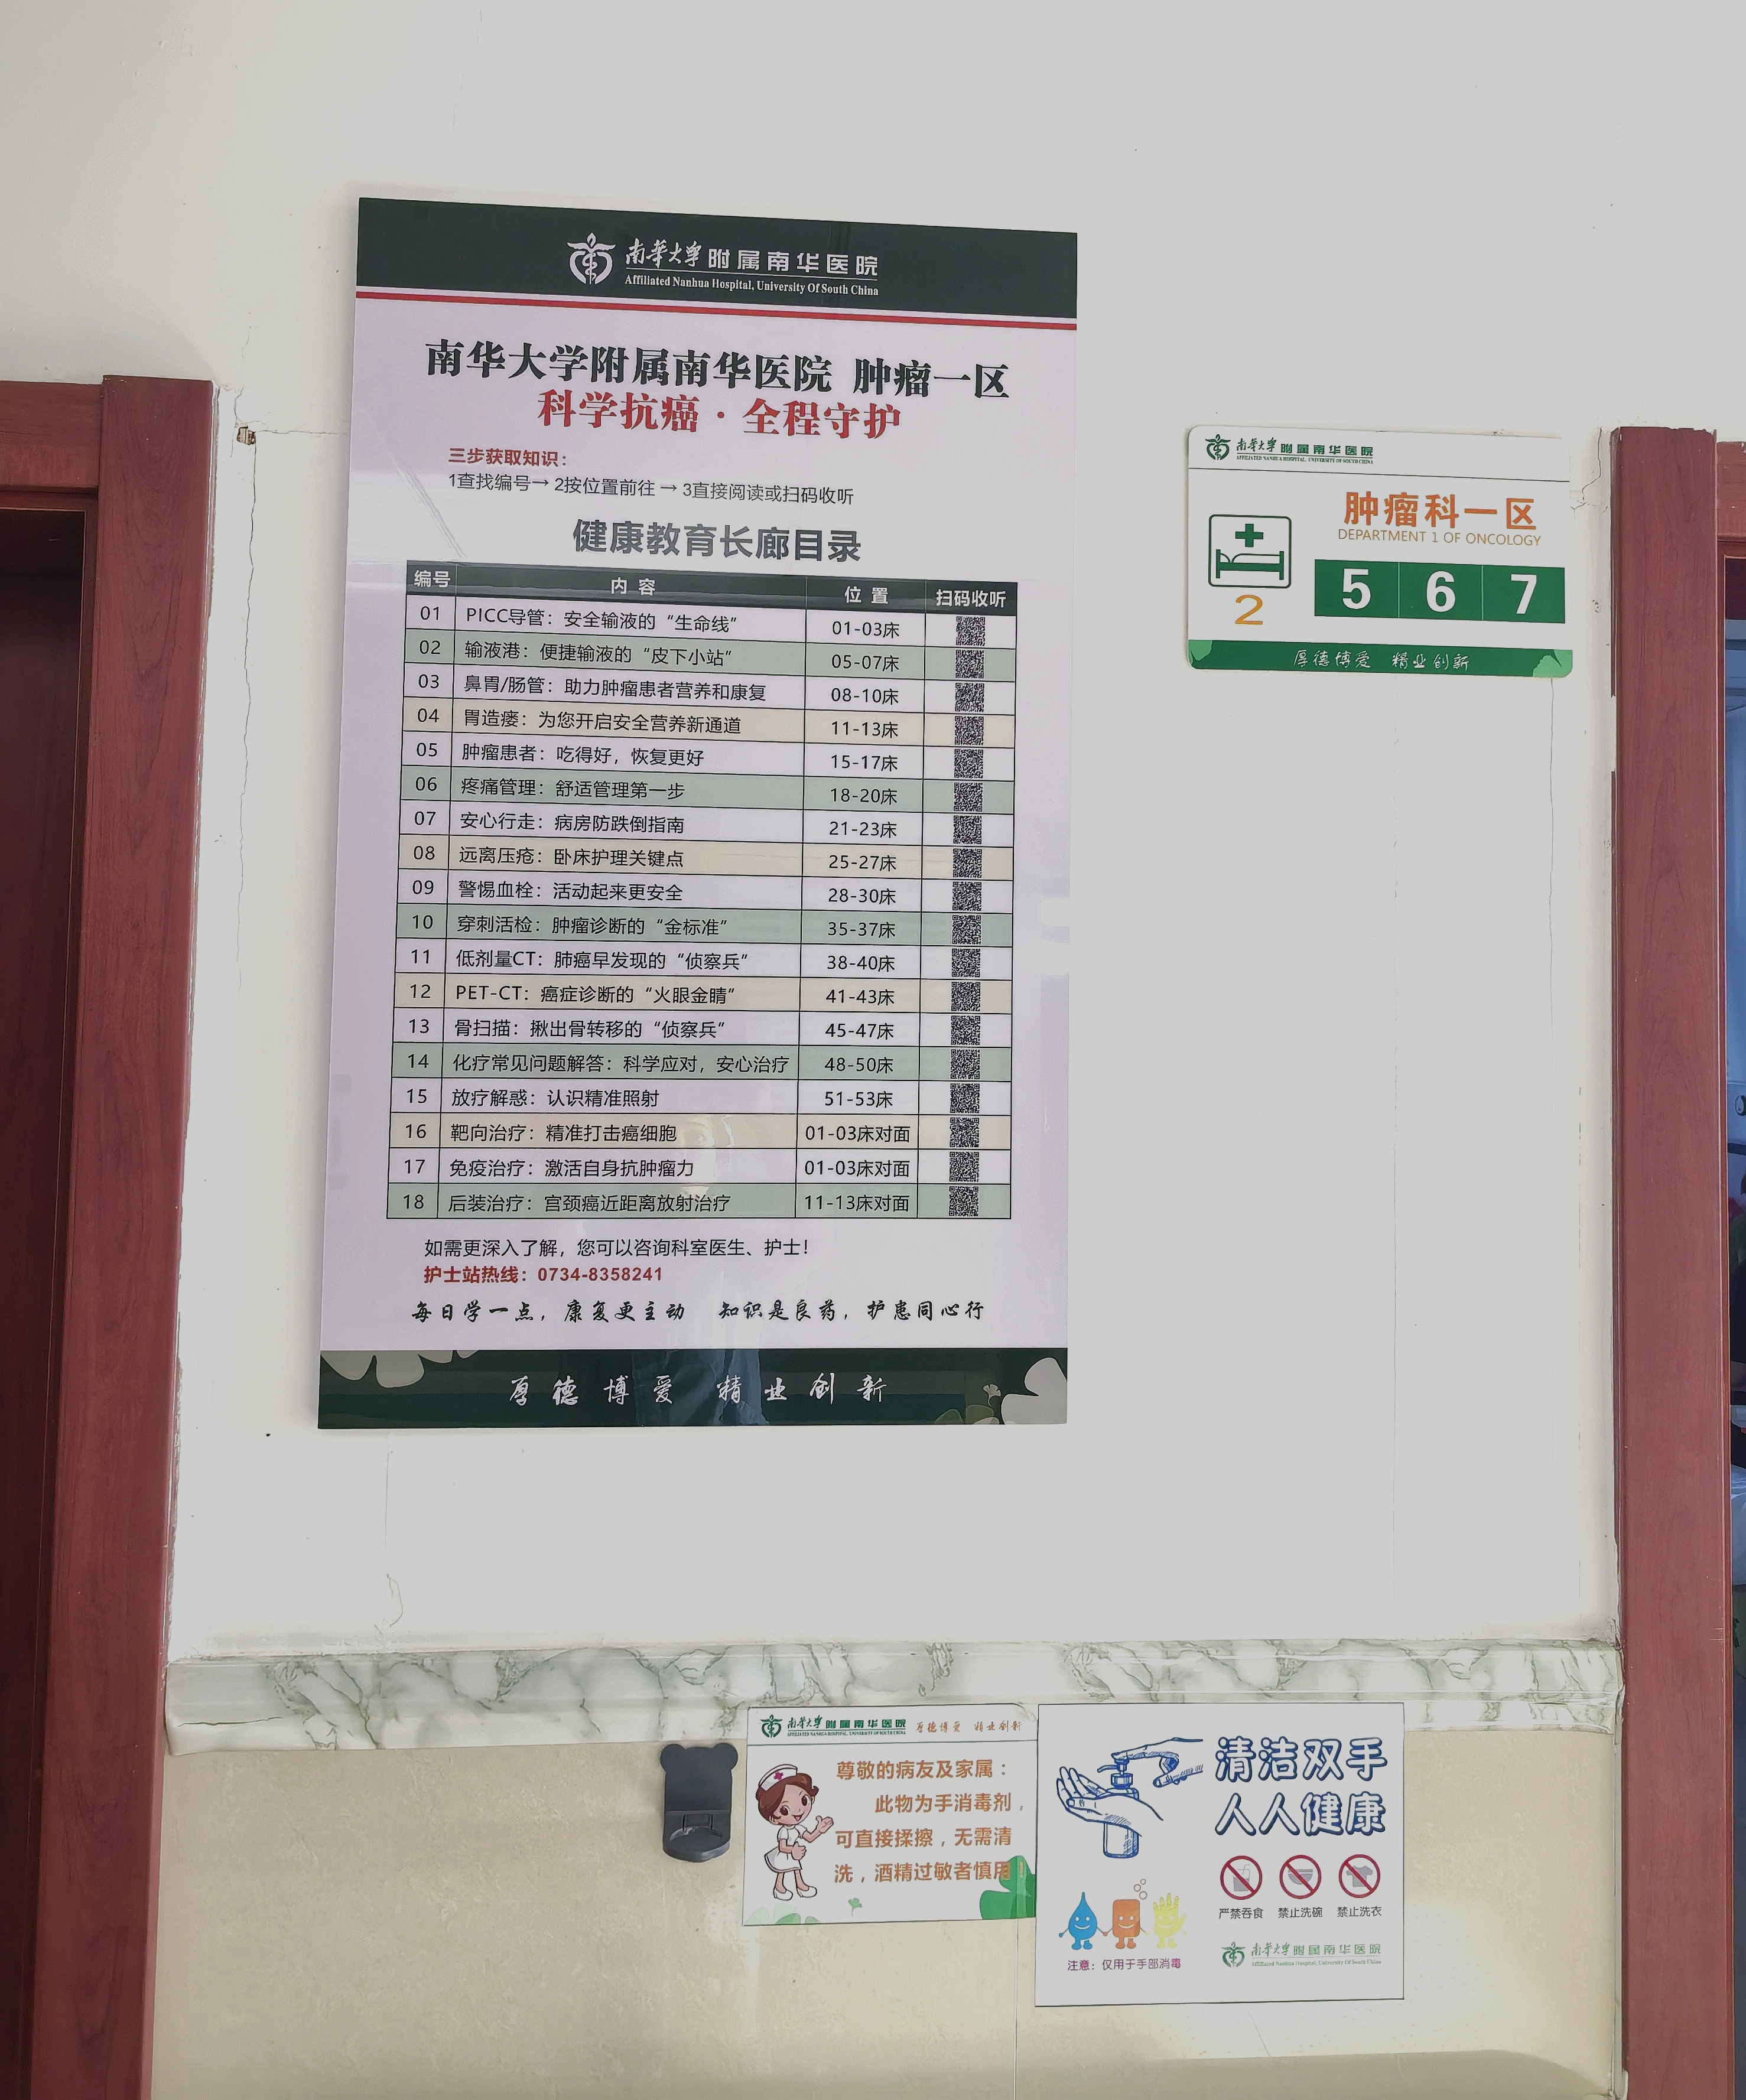 南华大学附属南华医院
Affiliated Nanhua Hospital, University Of South China
南华大学附属南华医院 肿瘤一区
科学抗癌·全程守护
三步获取知识：
1查找编号→ 2按位置前往 → 3直接阅读或扫码收听
健康教育长廊目录
编号 内容 位置 扫码收听
01 PICC导管：安全输液的“生命线” 01-03床
02 输液港：便捷输液的“皮下小站” 05-07床
03 鼻胃/肠管：助力肿瘤患者营养和康复 08-10床
04 胃造瘘：为您开启安全营养新通道 11-13床
05 肿瘤患者：吃得好，恢复更好 15-17床
06 疼痛管理：舒适管理第一步 18-20床
07 安心行走：病房防跌倒指南 21-23床
08 远离压疮：卧床护理关键点 25-27床
09 警惕血栓：活动起来更安全 28-30床
10 穿刺活检：肿瘤诊断的“金标准” 35-37床
11 低剂量CT：肺癌早发现的“侦察兵” 38-40床
12 PET-CT：癌症诊断的“火眼金睛” 41-43床
13 骨扫描：揪出骨转移的“侦察兵” 45-47床
14 化疗常见问题解答：科学应对，安心治疗 48-50床
15 放疗解惑：认识精准照射 51-53床
16 靶向治疗：精准打击癌细胞 01-03床对面
17 免疫治疗：激活自身抗肿瘤力 01-03床对面
18 后装治疗：宫颈癌近距离放射治疗 11-13床对面
如需更深入了解，您可以咨询科室医生、护士！
护士站热线：0734-8358241
每日学一点，康复更主动 知识是良药，护患同心行
厚德博爱 精业创新
南华大学附属南华医院
AFFILIATED NANHUA HOSPITAL, UNIVERSITY OF SOUTH CHINA
肿瘤科一区
DEPARTMENT 1 OF ONCOLOGY
2
5 6 7
厚德博爱 精业创新
南华大学附属南华医院 厚德博爱 精业创新
AFFILIATED NANHUA HOSPITAL, UNIVERSITY OF SOUTH CHINA
尊敬的病友及家属：
此物为手消毒剂，
可直接揉擦，无需清
洗，酒精过敏者慎用！
清洁双手
人人健康
严禁吞食 禁止洗碗 禁止洗衣
注意：仅用于手部消毒
南华大学附属南华医院
Affiliated Nanhua Hospital, University Of South China